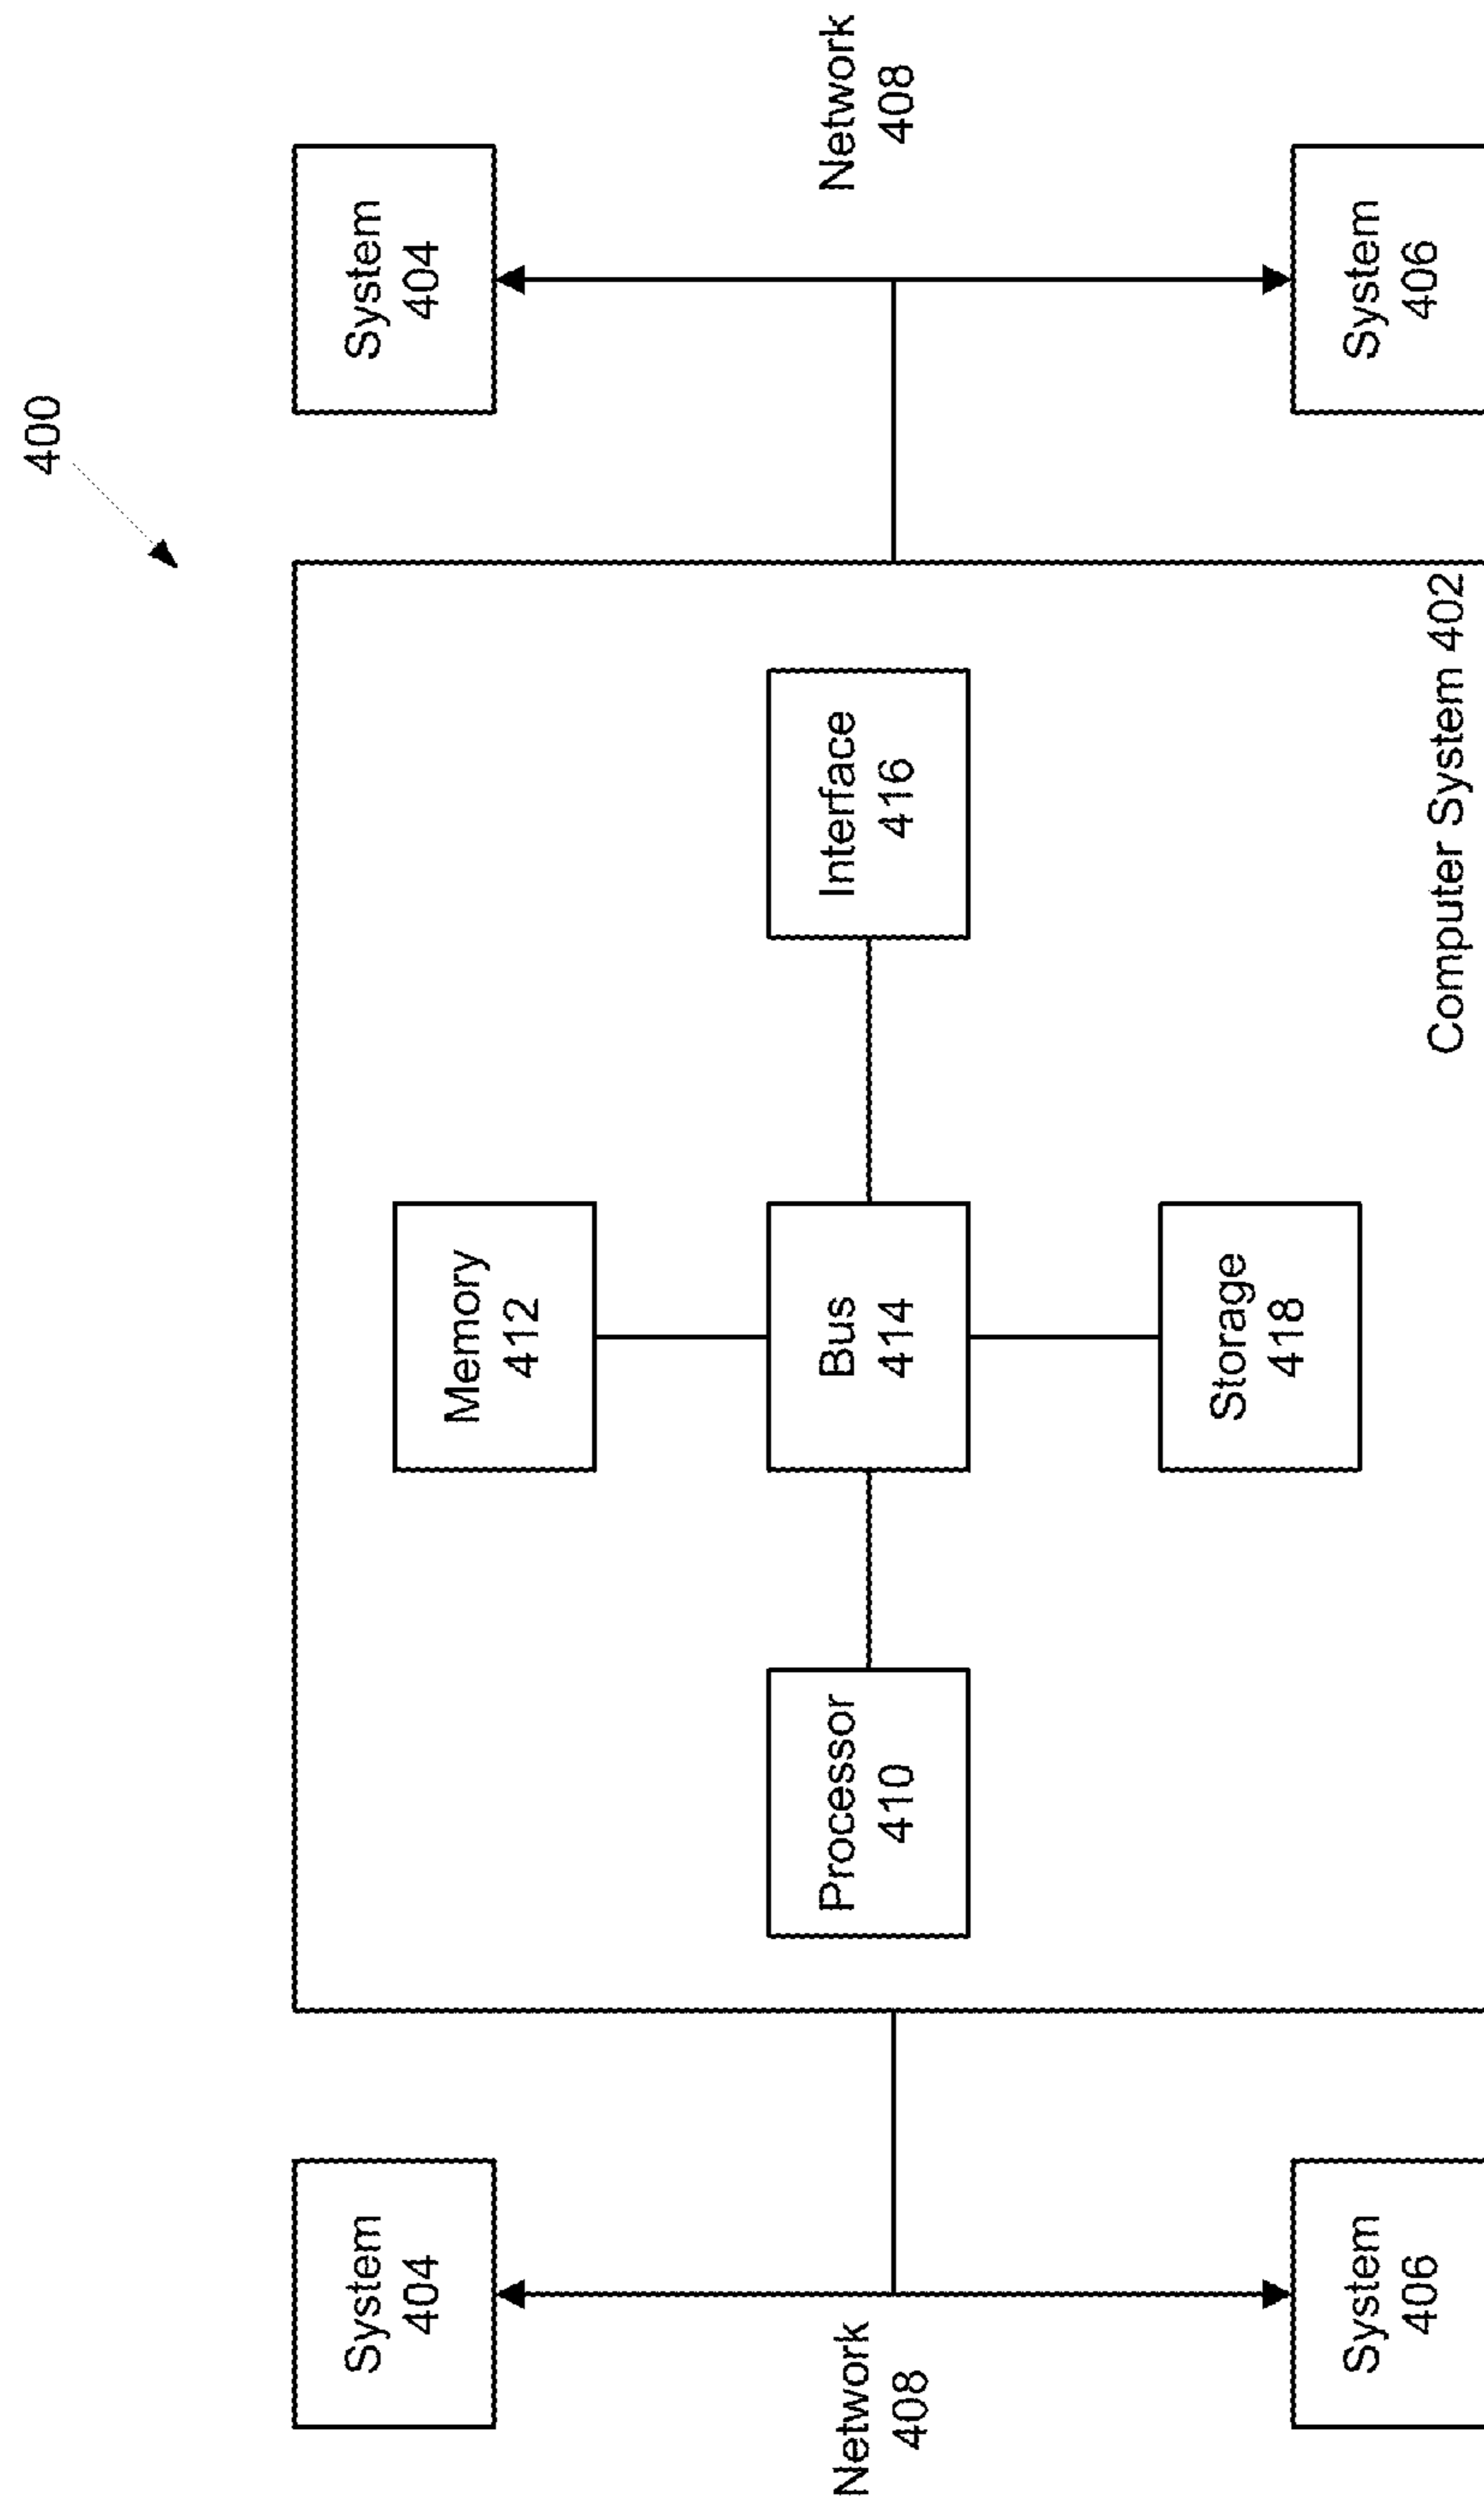 400
System
404
Memory
412
System
404
Network
408
Processor
410
Bus
414
Interface
416
Network
408
Storage
418
System
406
Computer System 402
System
406